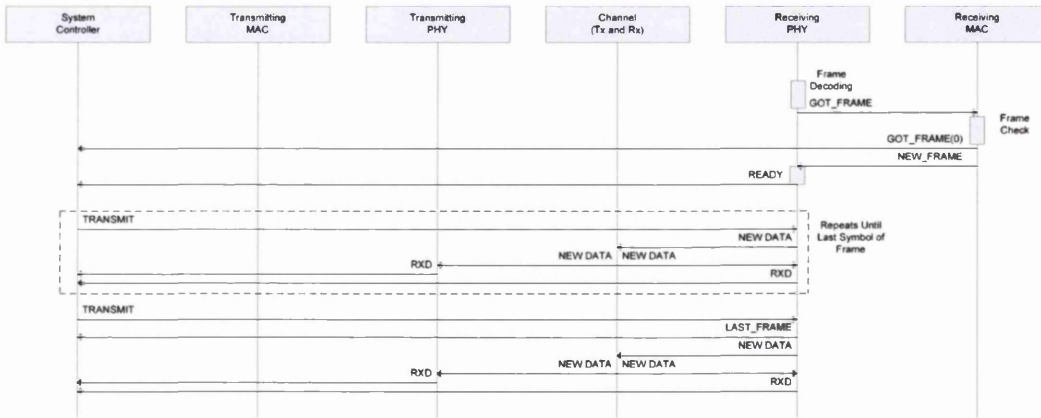 System
Controller
Transmitting
MAC
Transmitting
PHY
Channel
(Tx and Rx)
Receiving
PHY
Receiving
MAC
Frame
Decoding
GOT_FRAME
Frame
Check
GOT_FRAME(0)
NEW_FRAME
READY
TRANSMIT
Repeats Until
Last Symbol of
Frame
NEW DATA
NEW DATA NEW DATA
RXD RXD
TRANSMIT
LAST_FRAME
NEW DATA
NEW DATA NEW DATA
RXD RXD